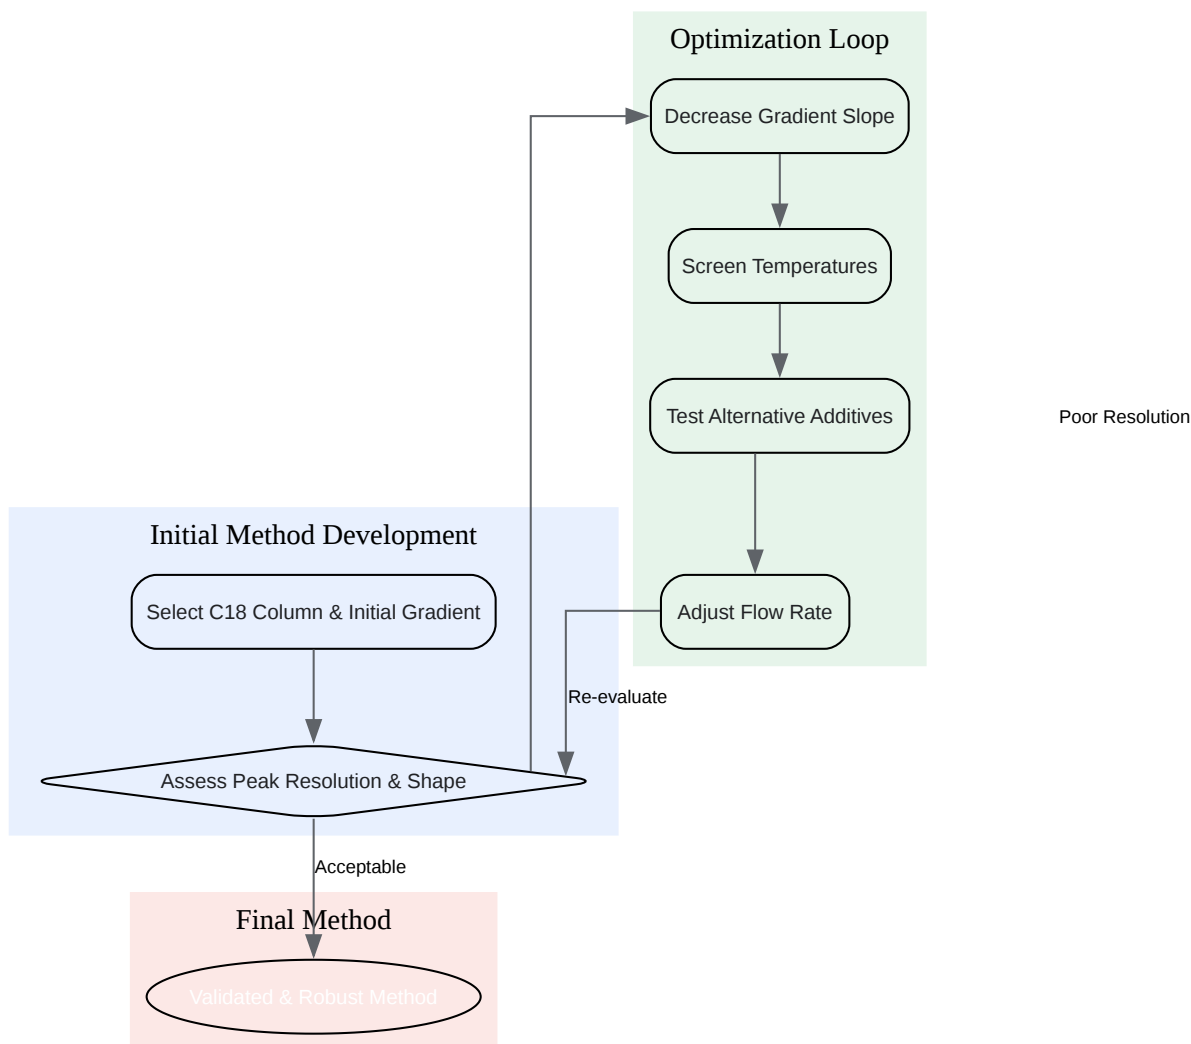 Optimization Loop
Decrease Gradient Slope
Screen Temperatures
Test Alternative Additives
Poor Resolution
Initial Method Development
Select C18 Column & Initial Gradient
Adjust Flow Rate
Re-evaluate
Assess Peak Resolution & Shape
Acceptable
Final Method
Validated & Robust Method